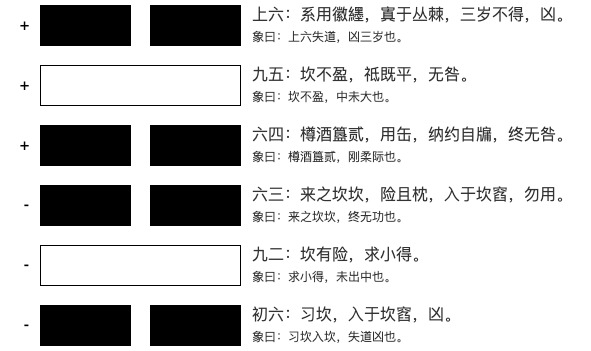 +
上六：系用徽纆，寘于丛棘，三岁不得，凶。
象曰：上六失道，凶三岁也。
+
九五：坎不盈，祗既平，无咎。
象曰：坎不盈，中未大也。
+
六四：樽酒簋贰，用缶，纳约自牖，终无咎。
象曰：樽酒簋贰，刚柔际也。
-
六三：来之坎坎，险且枕，入于坎窞，勿用。
象曰：来之坎坎，终无功也。
-
九二：坎有险，求小得。
象曰：求小得，未出中也。
-
初六：习坎，入于坎窞，凶。
象曰：习坎入坎，失道凶也。